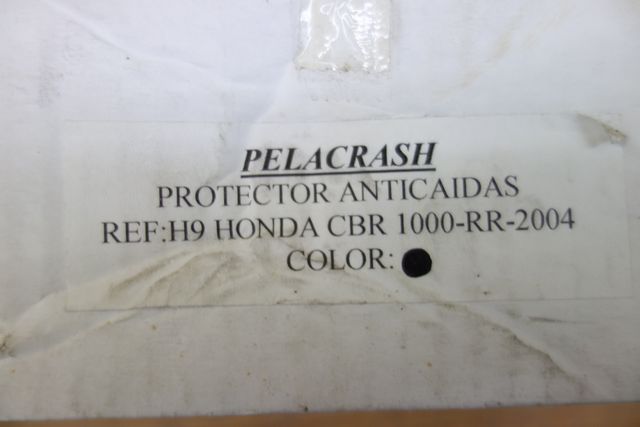 PELACRASH
PROTECTOR ANTICAIDAS
REF:H9 HONDA CBR 1000-RR-2004
COLOR: